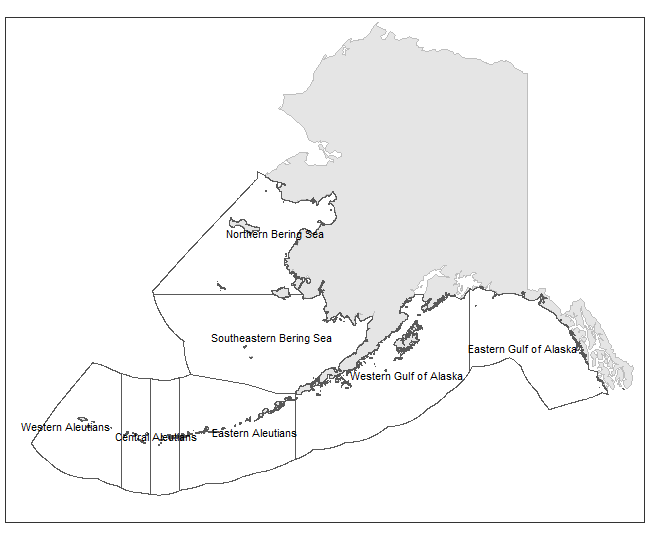 Northern Bering Sea
Southeastern Bering Sea
Eastern Gulf of Alaska
Western Gulf of Alaska
Western Aleutians
Central Aleutians
Eastern Aleutians